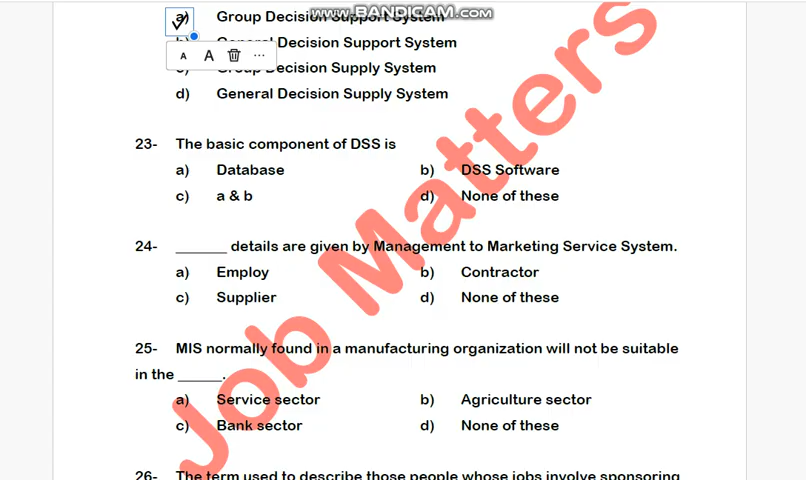 WWW.BANDICAM.COM
a) Group Decision Support System
b) General Decision Support System
A A ...
c) Group Decision Supply System
d) General Decision Supply System
23- The basic component of DSS is
a) Database b) DSS Software
c) a & b d) None of these
24- ______ details are given by Management to Marketing Service System.
a) Employ b) Contractor
c) Supplier d) None of these
25- MIS normally found in a manufacturing organization will not be suitable
in the ______.
a) Service sector b) Agriculture sector
c) Bank sector d) None of these
26- The term used to describe those people whose jobs involve sponsoring
Job Matters